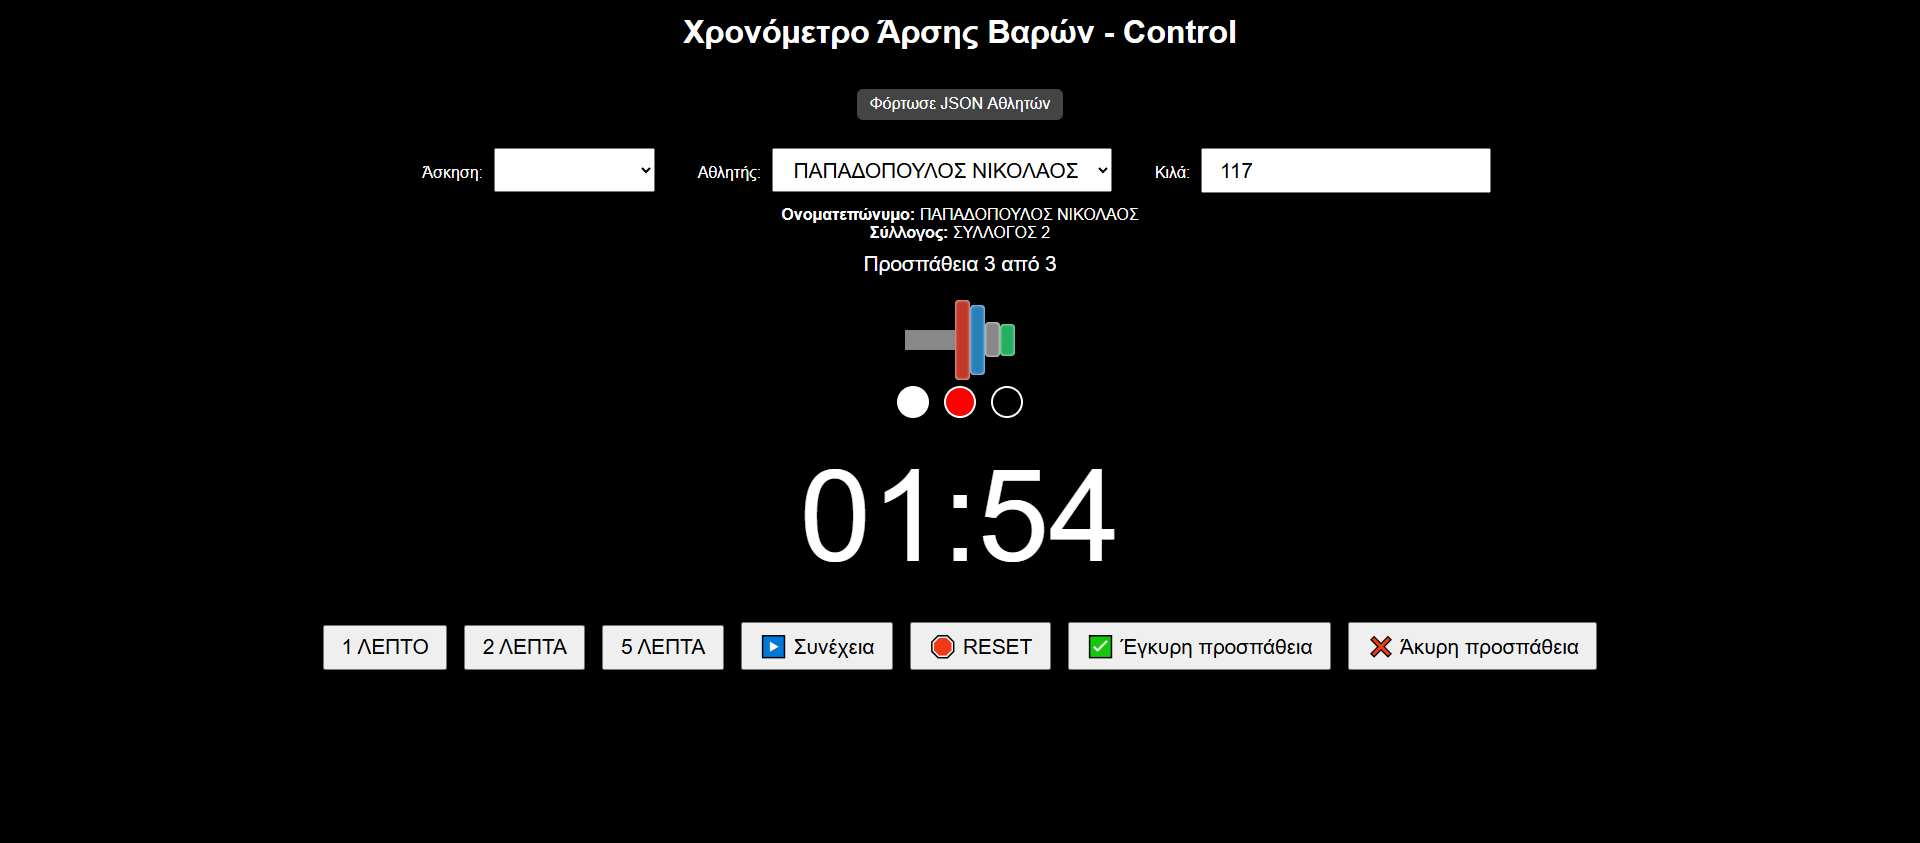 Χρονόμετρο Άρσης Βαρών - Control
Φόρτωσε JSON Αθλητών
Άσκηση: Αθλητής: ΠΑΠΑΔΟΠΟΥΛΟΣ ΝΙΚΟΛΑΟΣ Κιλά: 117
Ονοματεπώνυμο: ΠΑΠΑΔΟΠΟΥΛΟΣ ΝΙΚΟΛΑΟΣ
Σύλλογος: ΣΥΛΛΟΓΟΣ 2
Προσπάθεια 3 από 3
01:54
1 ΛΕΠΤΟ 2 ΛΕΠΤΑ 5 ΛΕΠΤΑ Συνέχεια RESET Έγκυρη προσπάθεια Άκυρη προσπάθεια